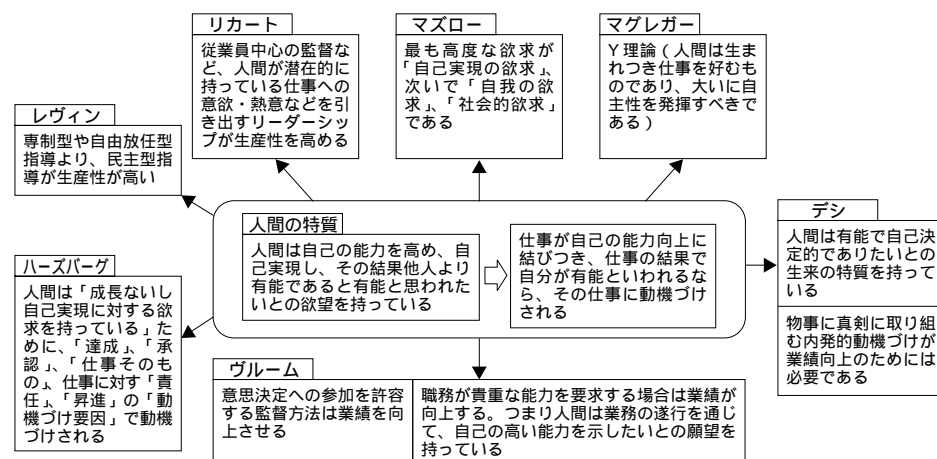 リカート
従業員中心の監督な
ど、人間が潜在的に
持っている仕事への
意欲・熱意などを引
き出すリーダーシッ
プが生産性を高める
マズロー
最も高度な欲求が
「自己実現の欲求」、
次いで「自我の欲
求」、「社会的欲求」
である
マグレガー
Y理論（人間は生ま
れつき仕事を好むも
のであり、大いに自
主性を発揮すべきで
ある）
レヴィン
専制型や自由放任型
指導より、民主型指
導が生産性が高い
人間の特質
人間は自己の能力を高め、自
己実現し、その結果他人より
有能であると有能と思われた
いとの欲望を持っている
仕事が自己の能力向上に
結びつき、仕事の結果で
自分が有能といわれるな
ら、その仕事に動機づけ
される
デシ
人間は有能で自己決
定的でありたいとの
生来の特質を持って
いる
物事に真剣に取り組
む内発的動機づけが
業績向上のためには
必要である
ハーズバーグ
人間は「成長ないし
自己実現に対する欲
求を持っている」ため
に、「達成」、「承
認」、「仕事そのも
の」、仕事に対す「責
任」、「昇進」の「動
機づけ要因」で動機
づけされる
ヴルーム
意思決定への参加を許容
する監督方法は業績を向
上させる
職務が貴重な能力を要求する場合は業績が
向上する。つまり人間は業務の遂行を通じ
て、自己の高い能力を示したいとの願望を
持っている